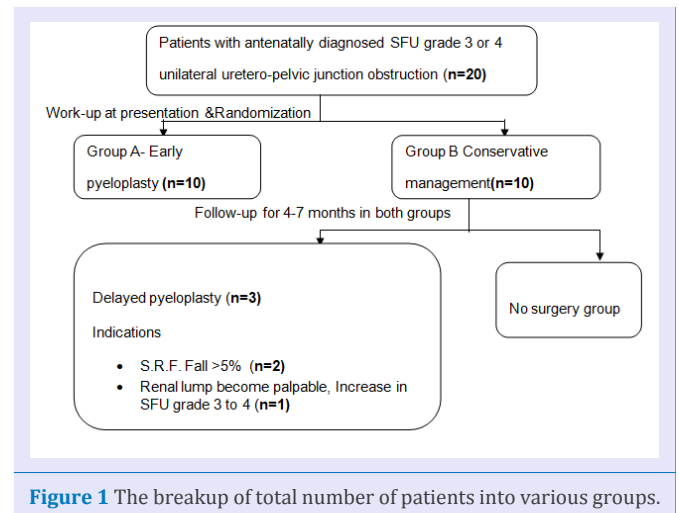 Patients with antenatally diagnosed SFU grade 3 or 4
unilateral uretero-pelvic junction obstruction (n=20)
Work-up at presentation &Randomization
Group A- Early
pyeloplasty (n=10)
Group B Conservative
management(n=10)
Follow-up for 4-7 months in both groups
Delayed pyeloplasty (n=3)
Indications
• S.R.F. Fall >5% (n=2)
• Renal lump become palpable, Increase in
SFU grade 3 to 4 (n=1)
No surgery group
Figure 1 The breakup of total number of patients into various groups.